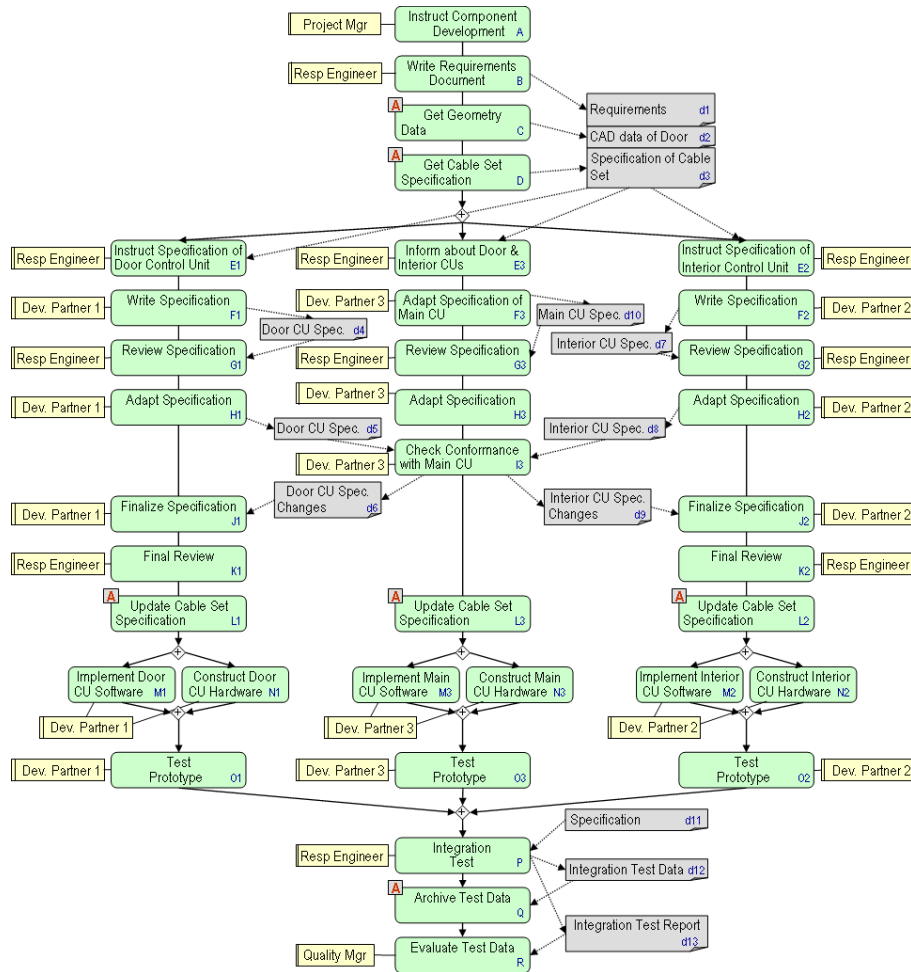 Project Mgr
Instruct Component
Development A
Resp Engineer
Write Requirements
Document B
Requirements d1
A
Get Geometry
Data C
CAD data of Door d2
A
Get Cable Set
Specification D
Specification of Cable
Set d3
+
Resp Engineer
Instruct Specification of
Door Control Unit E1
Resp Engineer
Inform about Door &
Interior CUs E3
Instruct Specification of
Interior Control Unit E2
Resp Engineer
Dev. Partner 1
Write Specification
F1
Dev. Partner 3
Adapt Specification of
Main CU F3
Write Specification
F2
Dev. Partner 2
Door CU Spec. d4
Main CU Spec. d10
Interior CU Spec. d7
Resp Engineer
Review Specification
G1
Resp Engineer
Review Specification
G3
Review Specification
G2
Resp Engineer
Dev. Partner 1
Adapt Specification
H1
Dev. Partner 3
Adapt Specification
H3
Adapt Specification
H2
Dev. Partner 2
Door CU Spec. d5
Interior CU Spec. d8
Dev. Partner 3
Check Conformance
with Main CU I3
Door CU Spec.
Changes d6
Interior CU Spec.
Changes d9
Dev. Partner 1
Finalize Specification
J1
Finalize Specification
J2
Dev. Partner 2
Resp Engineer
Final Review
K1
Final Review
K2
Resp Engineer
A
Update Cable Set
Specification L1
A
Update Cable Set
Specification L3
A
Update Cable Set
Specification L2
+
+
+
Implement Door
CU Software M1
Construct Door
CU Hardware N1
Implement Main
CU Software M3
Construct Main
CU Hardware N3
Implement Interior
CU Software M2
Construct Interior
CU Hardware N2
+
+
+
Dev. Partner 1
Dev. Partner 3
Dev. Partner 2
Dev. Partner 1
Test
Prototype O1
Dev. Partner 3
Test
Prototype O3
Test
Prototype O2
Dev. Partner 2
+
Specification d11
Resp Engineer
Integration
Test P
Integration Test Data d12
A
Archive Test Data
Q
Integration Test Report
d13
Quality Mgr
Evaluate Test Data
R